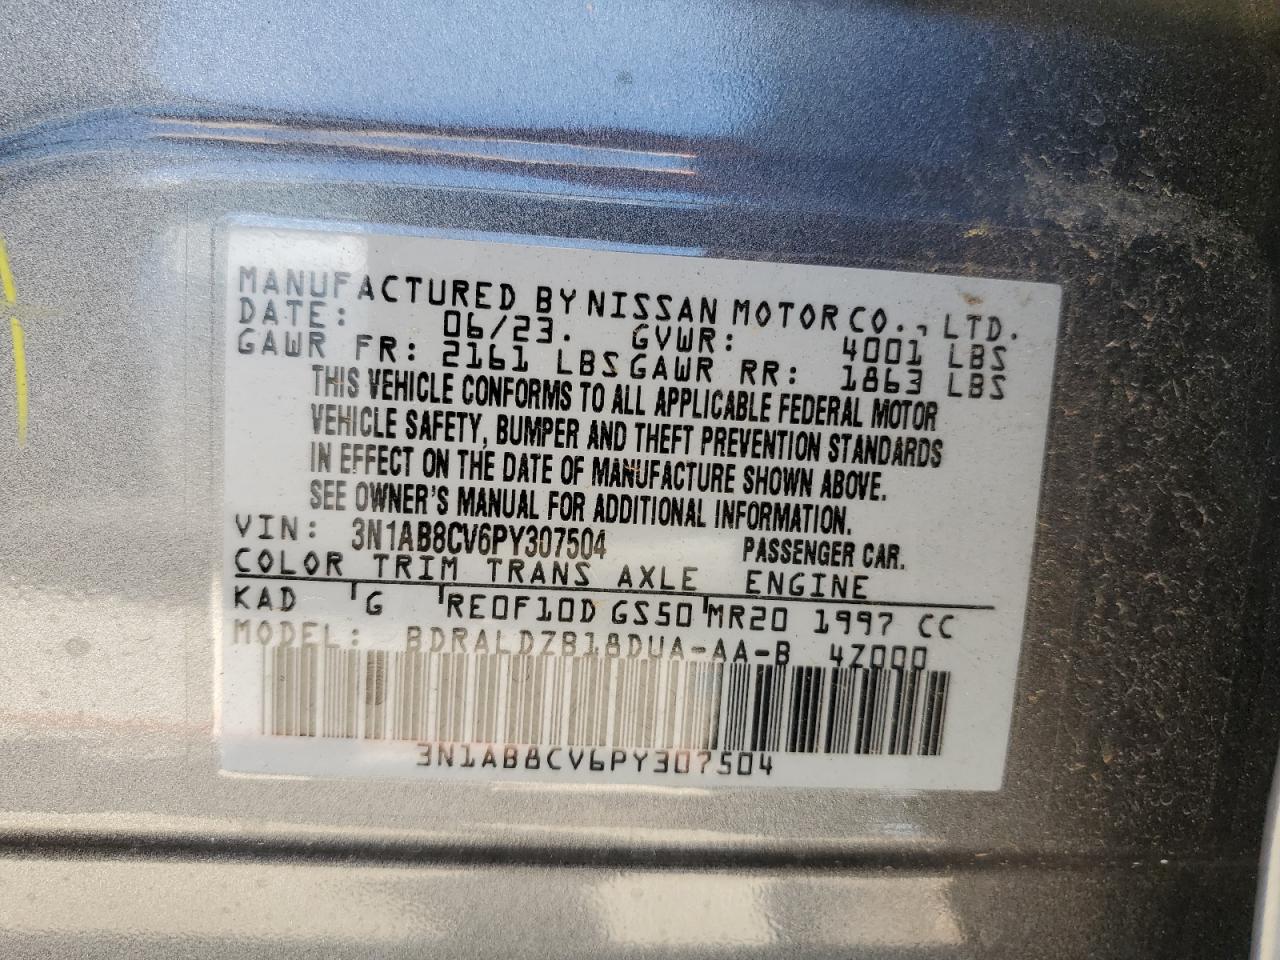 MANUFACTURED BY NISSAN MOTOR CO., LTD.
DATE: 06/23. GVWR: 4001 LBS
GAWR FR: 2161 LBS GAWR RR: 1863 LBS
THIS VEHICLE CONFORMS TO ALL APPLICABLE FEDERAL MOTOR
VEHICLE SAFETY, BUMPER AND THEFT PREVENTION STANDARDS
IN EFFECT ON THE DATE OF MANUFACTURE SHOWN ABOVE.
SEE OWNER'S MANUAL FOR ADDITIONAL INFORMATION.
VIN: 3N1AB8CV6PY307504 PASSENGER CAR.
COLOR TRIM TRANS AXLE ENGINE
KAD G RE0F10D GS50 MR20 1997 CC
MODEL: BDRALDZB18DUA-AA-B 4Z000
3N1AB8CV6PY307504